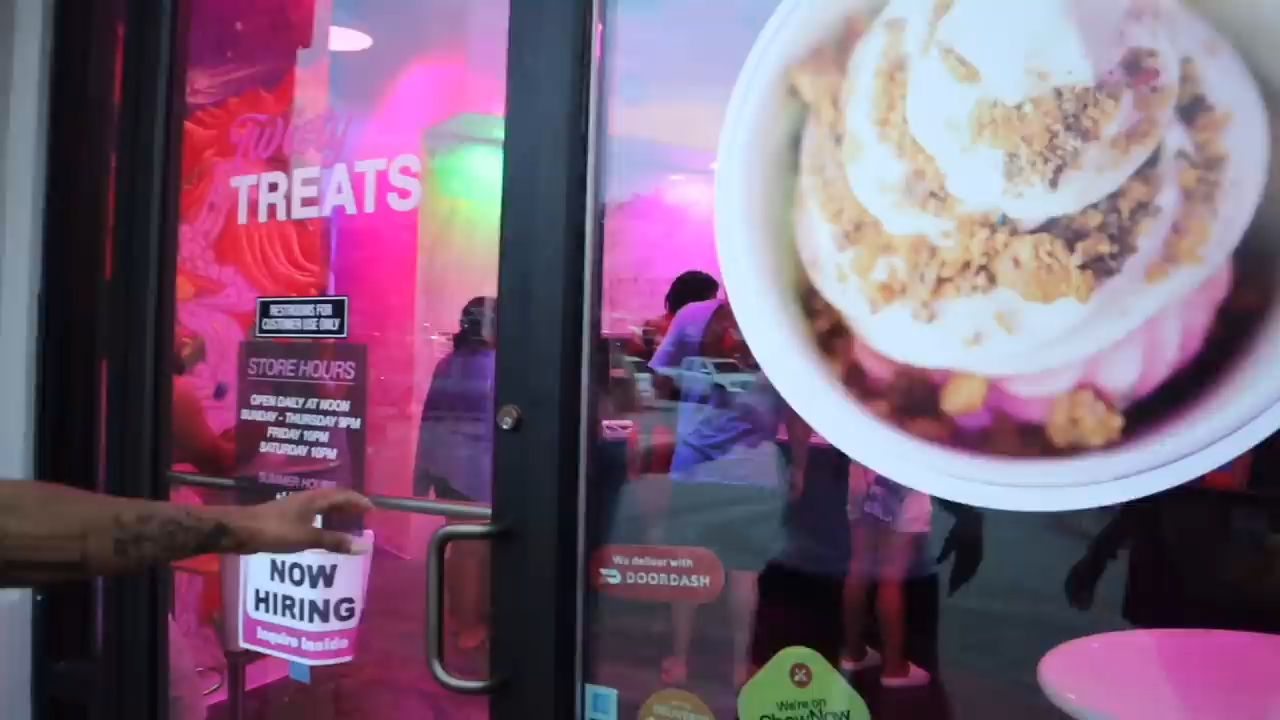 TREATS
RESTROOMS FOR
CUSTOMER USE ONLY
STORE HOURS
OPEN DAILY AT NOON
SUNDAY - THURSDAY 9PM
FRIDAY 10PM
SATURDAY 10PM
SUMMER HOURS
NOW
HIRING
Inquire Inside
We deliver with
DOORDASH
We're on
ChowNow